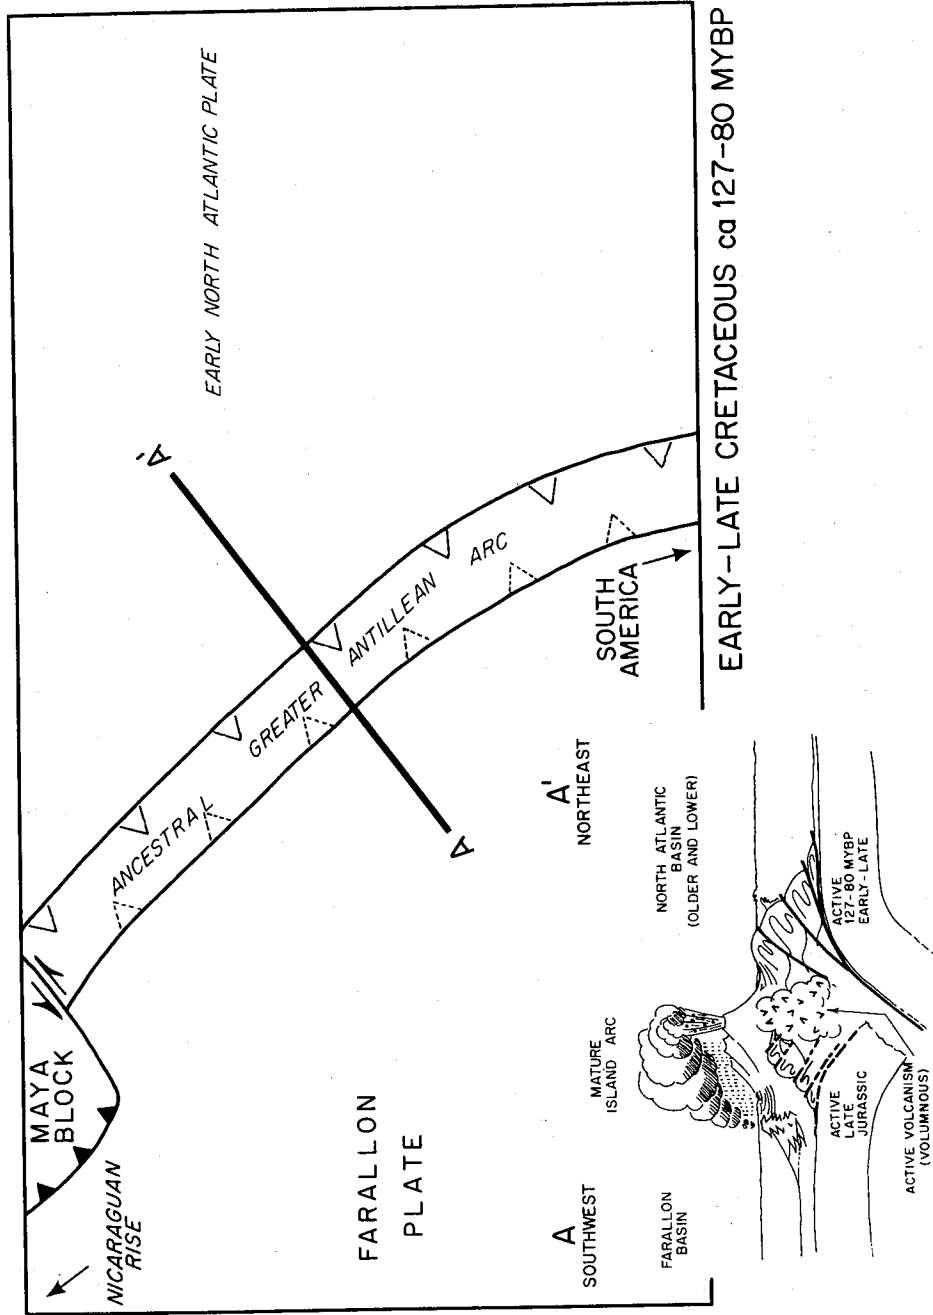 NICARAGUAN
RISE
MAYA
BLOCK
ANCESTRAL
GREATER
ANTILLEAN
ARC
EARLY NORTH ATLANTIC PLATE
A
A'
FARALLON
PLATE
SOUTH
AMERICA
A
SOUTHWEST
A'
NORTHEAST
FARALLON
BASIN
MATURE
ISLAND ARC
NORTH ATLANTIC
BASIN
(OLDER AND LOWER)
ACTIVE
LATE
JURASSIC
ACTIVE
127-80 MYBP
EARLY-LATE
ACTIVE VOLCANISM
(VOLUMNOUS)
EARLY-LATE CRETACEOUS ca 127-80 MYBP